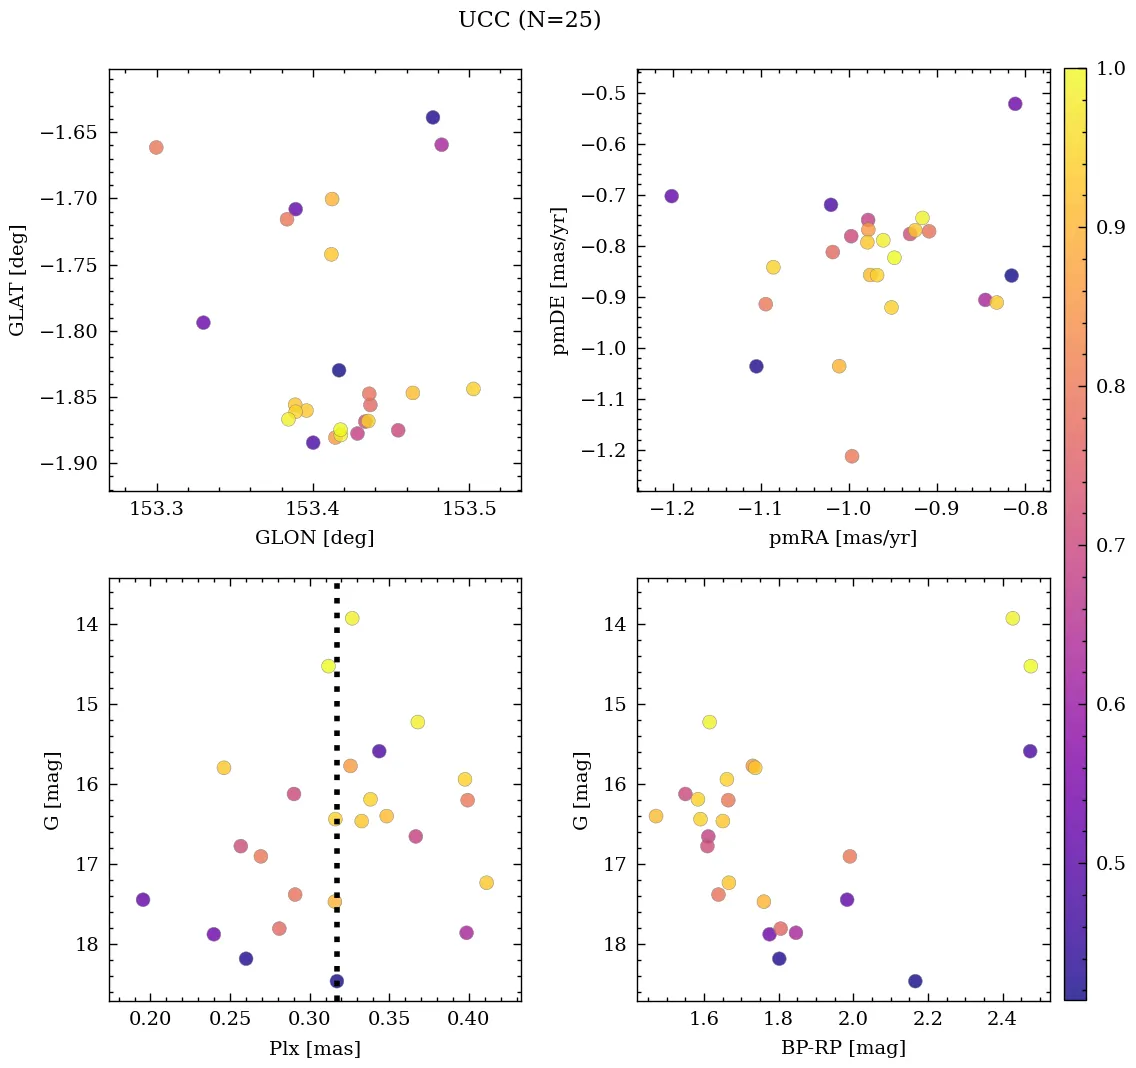 UCC (N=25)
−1.65
−1.70
−1.75
−1.80
−1.85
−1.90
GLAT [deg]
153.3 153.4 153.5
GLON [deg]
−0.5
−0.6
−0.7
−0.8
−0.9
−1.0
−1.1
−1.2
pmDE [mas/yr]
−1.2 −1.1 −1.0 −0.9 −0.8
pmRA [mas/yr]
1.0
0.9
0.8
0.7
0.6
0.5
14
15
16
17
18
G [mag]
0.20 0.25 0.30 0.35 0.40
Plx [mas]
14
15
16
17
18
G [mag]
1.6 1.8 2.0 2.2 2.4
BP-RP [mag]